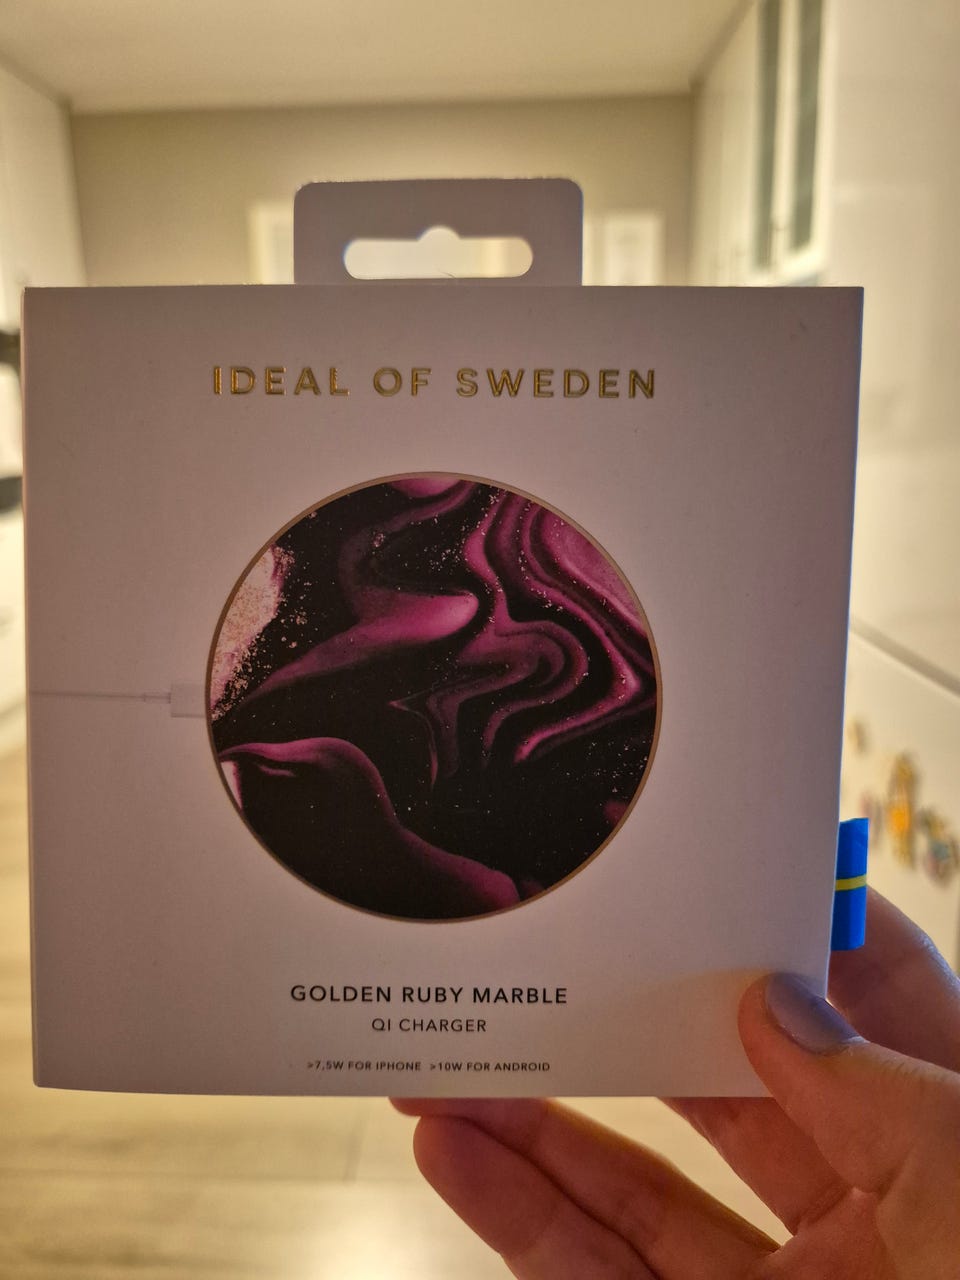 IDEAL OF SWEDEN
GOLDEN RUBY MARBLE
QI CHARGER
>7,5W FOR IPHONE >10W FOR ANDROID